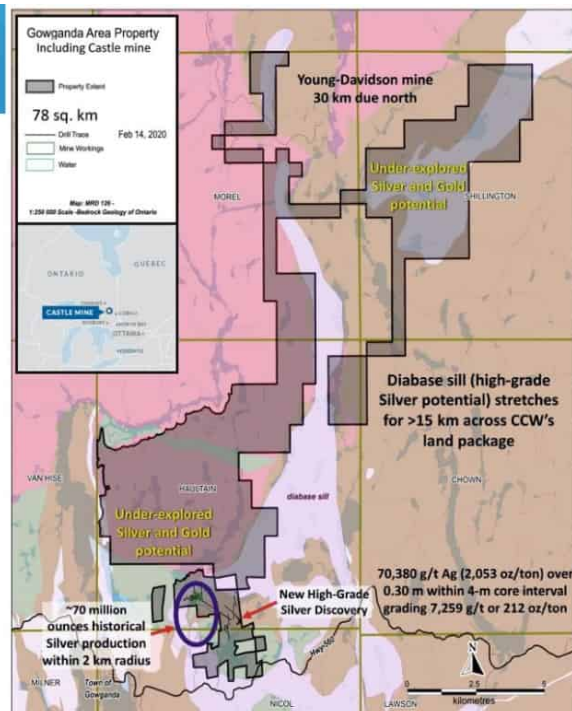 Gowganda Area Property
Including Castle mine
Property Extent
78 sq. km
Drill Trace
Feb 14, 2020
Mine Workings
Water
Map: MRD 126 -
1:250 000 Scale -Bedrock Geology of Ontario
ONTARIO
QUEBEC
CASTLE MINE
OTTAWA
Young-Davidson mine
30 km due north
MOREL
Under-explored
Silver and Gold
potential
SHILLINGTON
Diabase sill (high-grade
Silver potential) stretches
for >15 km across CCW's
land package
VAN HISE
HAULTAIN
CHOWN
diabase sill
Under-explored
Silver and Gold
potential
70,380 g/t Ag (2,053 oz/ton) over
0.30 m within 4-m core interval
grading 7,259 g/t or 212 oz/ton
New High-Grade
Silver Discovery
~70 million
ounces historical
Silver production
within 2 km radius
N
MILNER
Town of
Gowganda
NICOL
LAWSON
0
2.5
5
kilometres